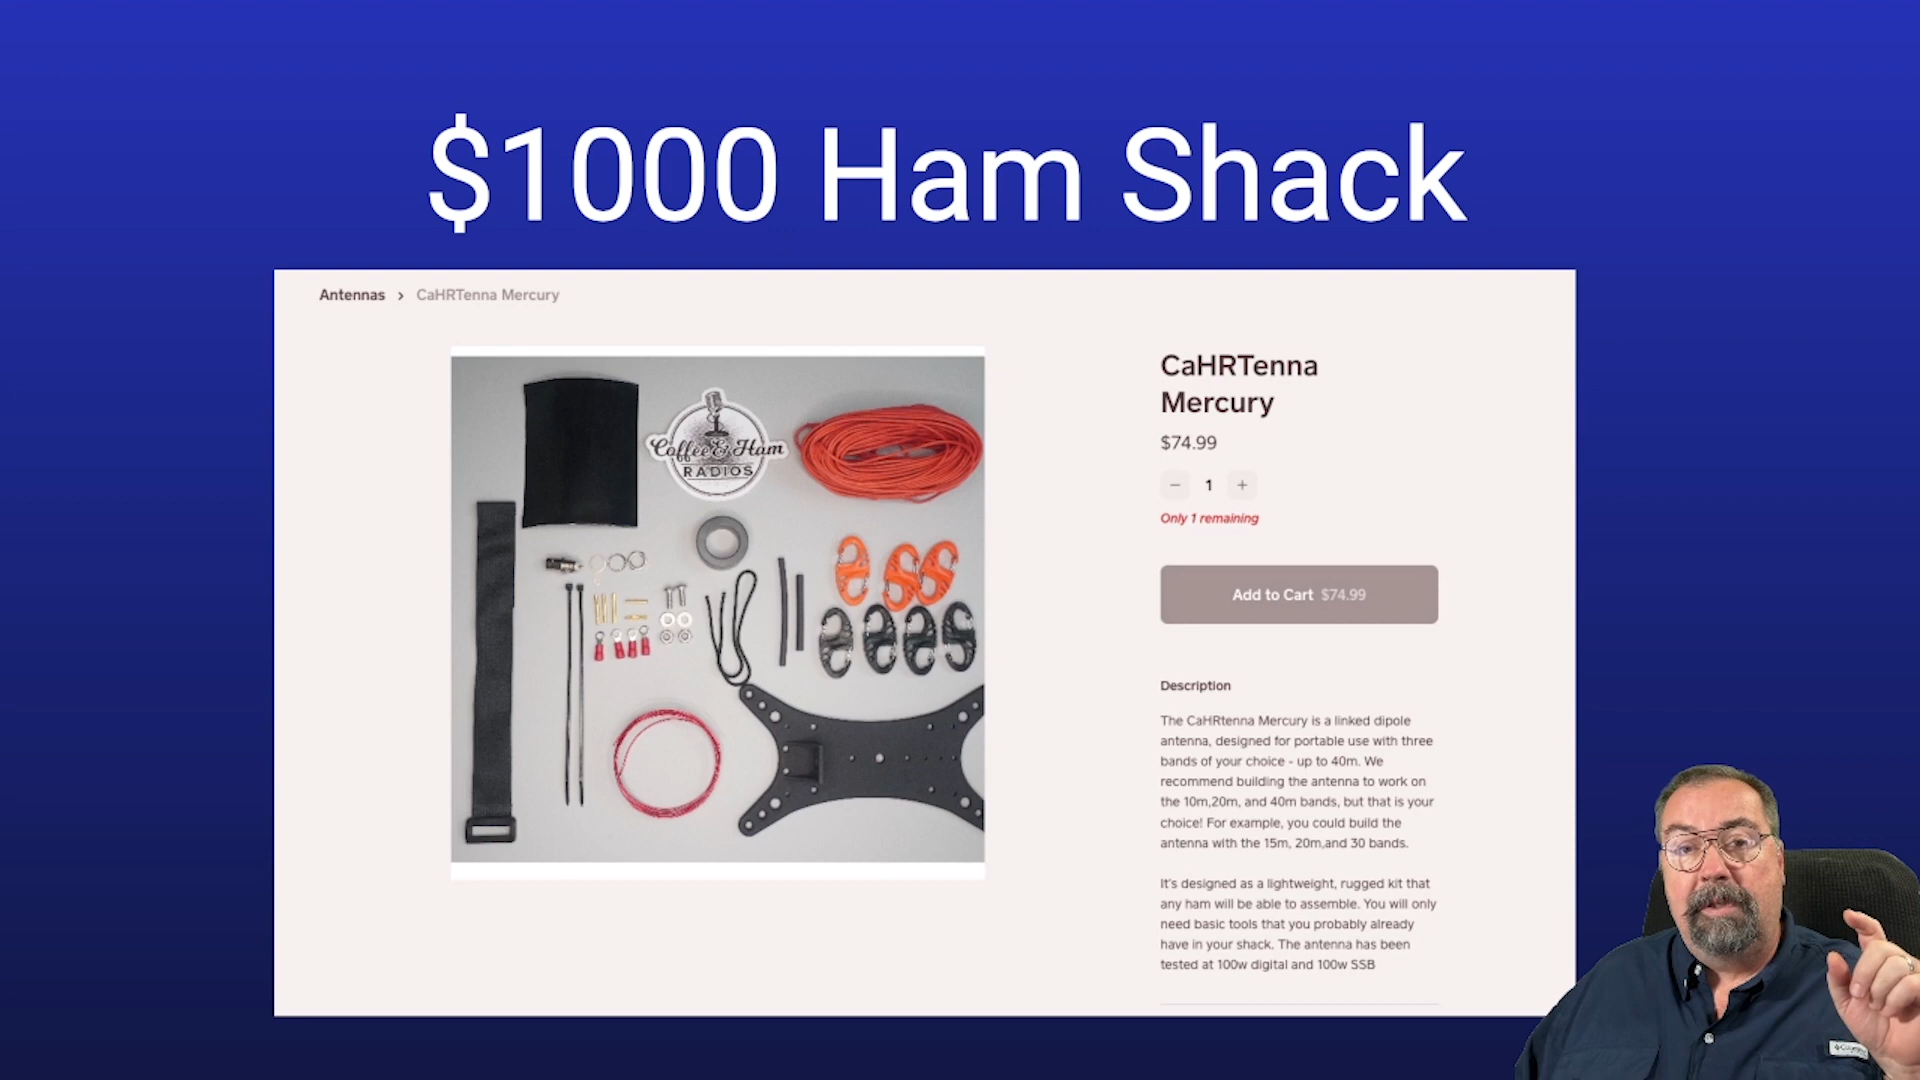 $1000 Ham Shack
Antennas > CaHRTenna Mercury
Coffee & Ham
RADIOS
CaHRTenna
Mercury
$74.99
− 1 +
Only 1 remaining
Add to Cart $74.99
Description
The CaHRtenna Mercury is a linked dipole
antenna, designed for portable use with three
bands of your choice - up to 40m. We
recommend building the antenna to work on
the 10m,20m, and 40m bands, but that is your
choice! For example, you could build the
antenna with the 15m, 20m,and 30 bands.
It's designed as a lightweight, rugged kit that
any ham will be able to assemble. You will only
need basic tools that you probably already
have in your shack. The antenna has been
tested at 100w digital and 100w SSB